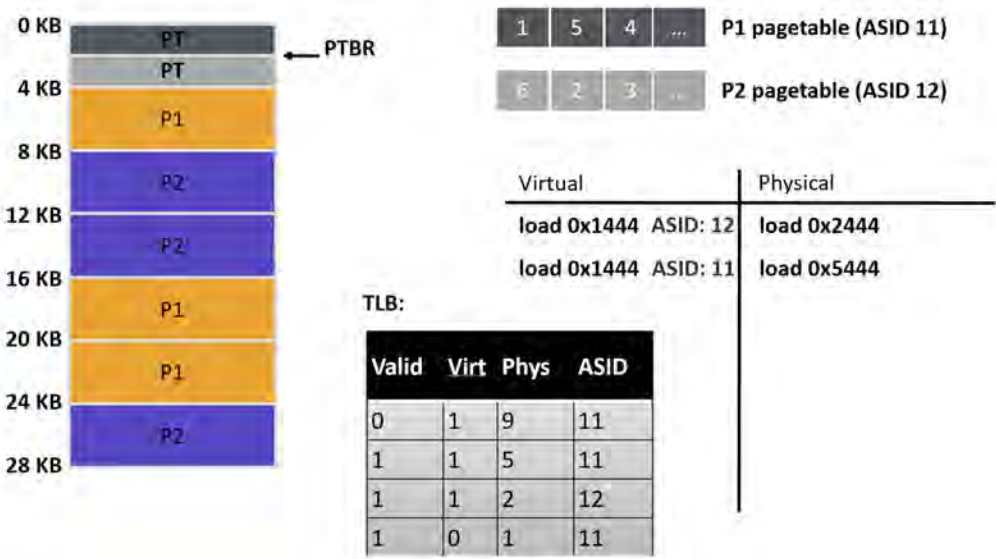 0 KB
PT
PTBR
PT
4 KB
P1
8 KB
P2
12 KB
P2
16 KB
P1
20 KB
P1
24 KB
P2
28 KB
1 5 4 ... P1 pagetable (ASID 11)
6 2 3 ... P2 pagetable (ASID 12)
Virtual Physical
load 0x1444 ASID: 12 load 0x2444
load 0x1444 ASID: 11 load 0x5444
TLB:
Valid Virt Phys ASID
0 1 9 11
1 1 5 11
1 1 2 12
1 0 1 11